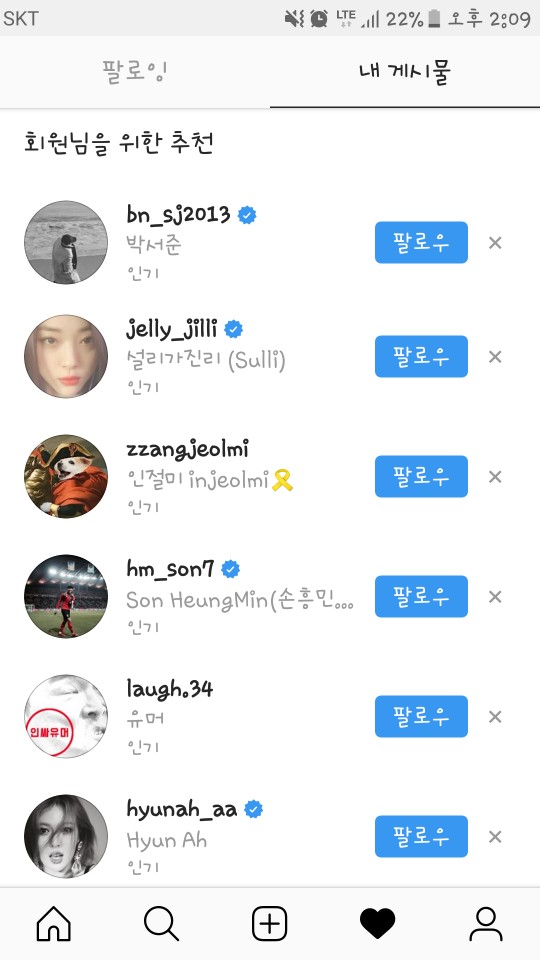 SKT LTE 22% 오후 2:09
팔로잉 내 게시물
회원님을 위한 추천
bn_sj2013
박서준
인기
팔로우
jelly_jilli
설리가진리 (Sulli)
인기
팔로우
zzangjeolmi
인절미 injeolmi🎗
인기
팔로우
hm_son7
Son HeungMin(손흥민...
인기
팔로우
인싸유머
laugh.34
유머
인기
팔로우
hyunah_aa
Hyun Ah
인기
팔로우